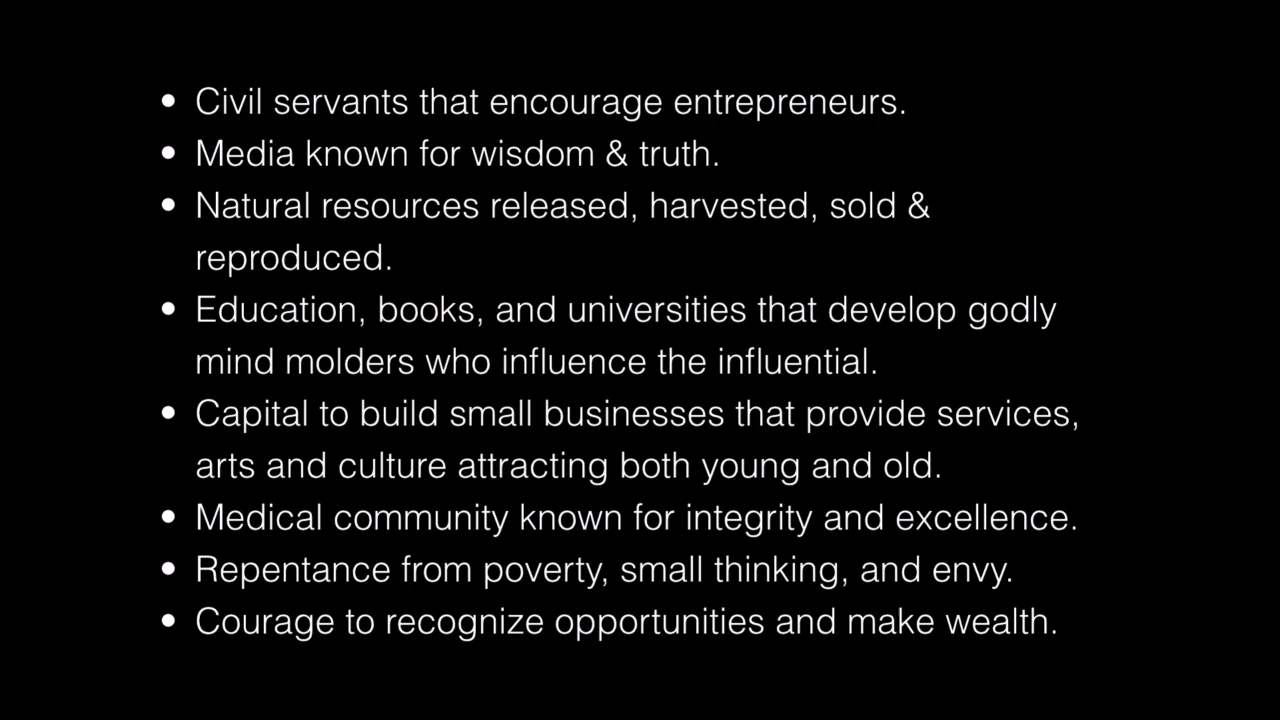 • Civil servants that encourage entrepreneurs.
• Media known for wisdom & truth.
• Natural resources released, harvested, sold &
reproduced.
• Education, books, and universities that develop godly
mind molders who influence the influential.
• Capital to build small businesses that provide services,
arts and culture attracting both young and old.
• Medical community known for integrity and excellence.
• Repentance from poverty, small thinking, and envy.
• Courage to recognize opportunities and make wealth.